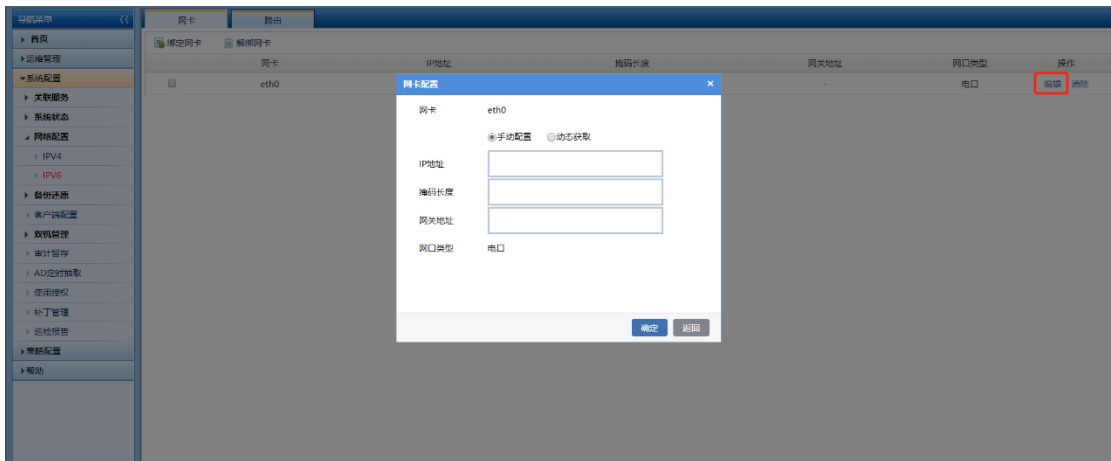 导航菜单
网卡 路由
首页
绑定网卡 解绑网卡
运维管理
网卡 IP地址 掩码长度 网关地址 网口类型 操作
系统配置
eth0 - 电口 编辑 清除
关联服务
系统状态
网络配置
IPV4
IPV6
备份还原
客户端配置
双机管理
审计留存
AD定时抽取
使用授权
补丁管理
巡检报告
策略配置
帮助
网卡配置 ×
网卡 eth0
手动配置 动态获取
IP地址
掩码长度
网关地址
网口类型 电口
确定 返回